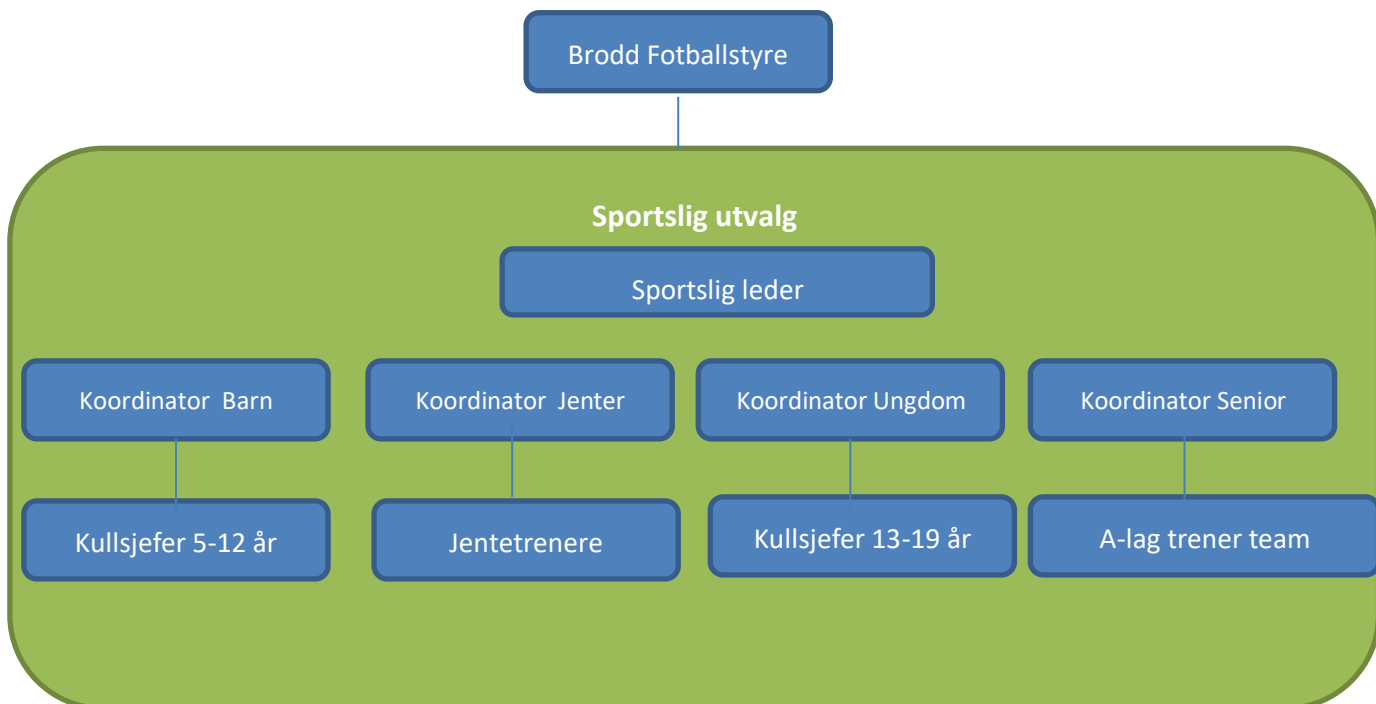 Brodd Fotballstyre
Sportslig utvalg
Sportslig leder
Koordinator  Barn
Koordinator  Jenter
Koordinator Ungdom
Koordinator Senior
Kullsjefer 5-12 år
Jentetrenere
Kullsjefer 13-19 år
A-lag trener team